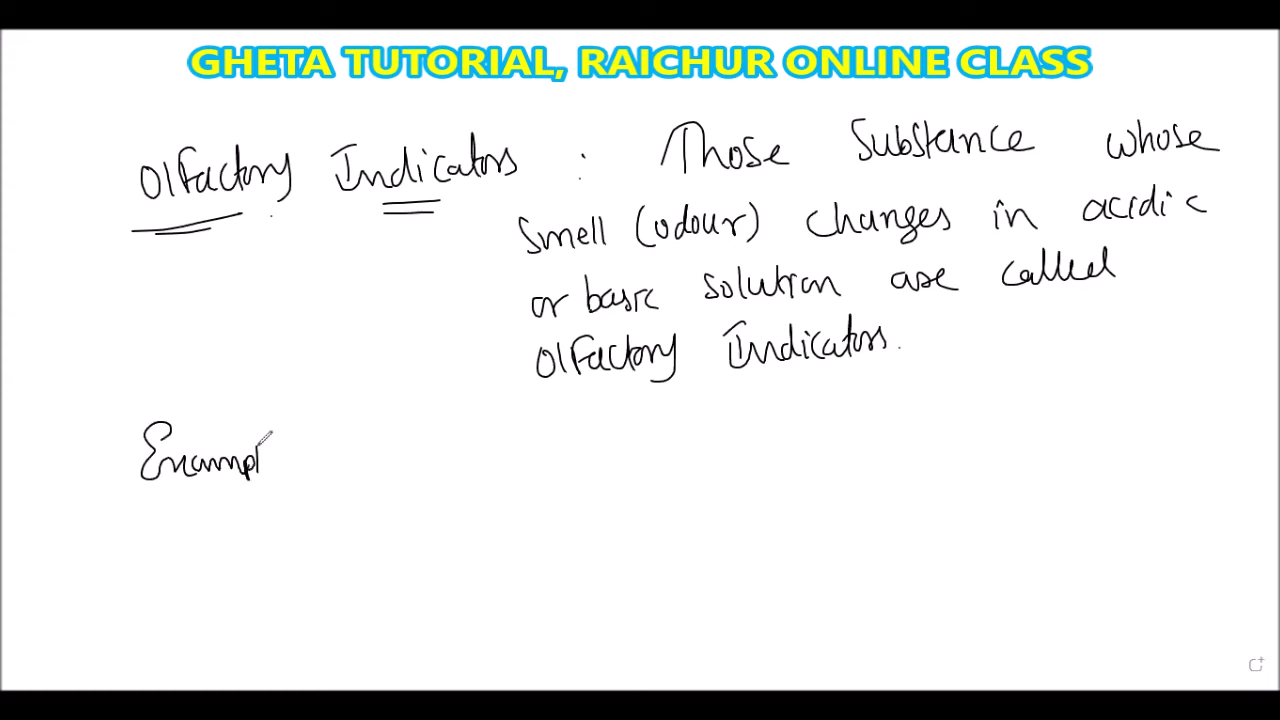 GHETA TUTORIAL, RAICHUR ONLINE CLASS
Olfactory Indicators : Those Substance whose
smell (odour) changes in acidic
or basic solution are called
Olfactory Indicators.
Exampl